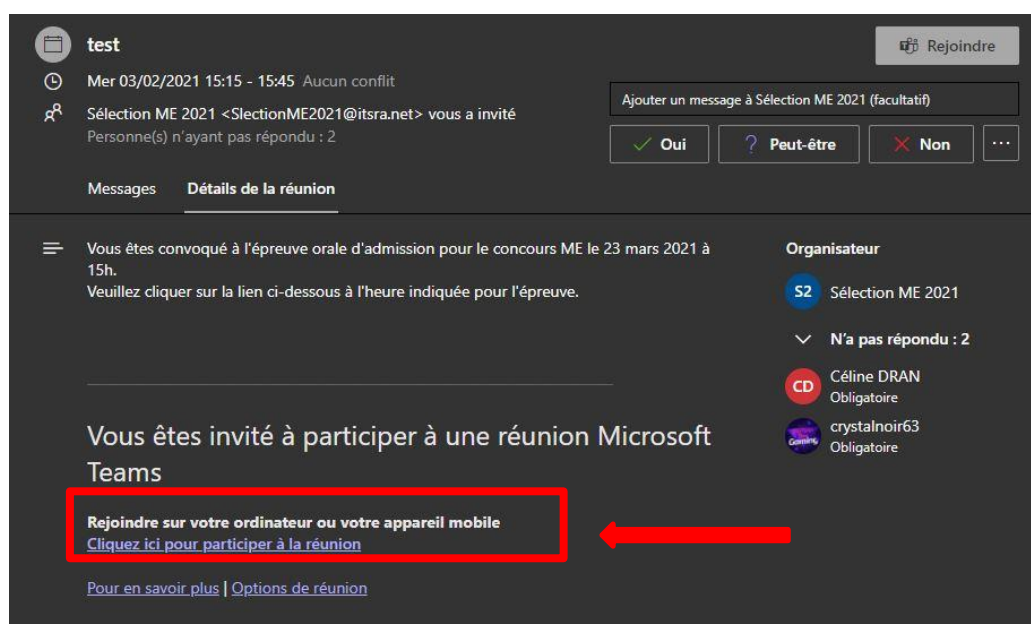 test
Rejoindre
Mer 03/02/2021 15:15 - 15:45 Aucun conflit
Sélection ME 2021 <SlectionME2021@itsra.net> vous a invité
Personne(s) n'ayant pas répondu : 2
Ajouter un message à Sélection ME 2021 (facultatif)
Oui
? Peut-être
Non
...
Messages Détails de la réunion
Vous êtes convoqué à l'épreuve orale d'admission pour le concours ME le 23 mars 2021 à
15h.
Veuillez cliquer sur la lien ci-dessous à l'heure indiquée pour l'épreuve.
Organisateur
S2 Sélection ME 2021
N'a pas répondu : 2
CD Céline DRAN
Obligatoire
Gaming crystalnoir63
Obligatoire
Vous êtes invité à participer à une réunion Microsoft
Teams
Rejoindre sur votre ordinateur ou votre appareil mobile
Cliquez ici pour participer à la réunion
Pour en savoir plus | Options de réunion